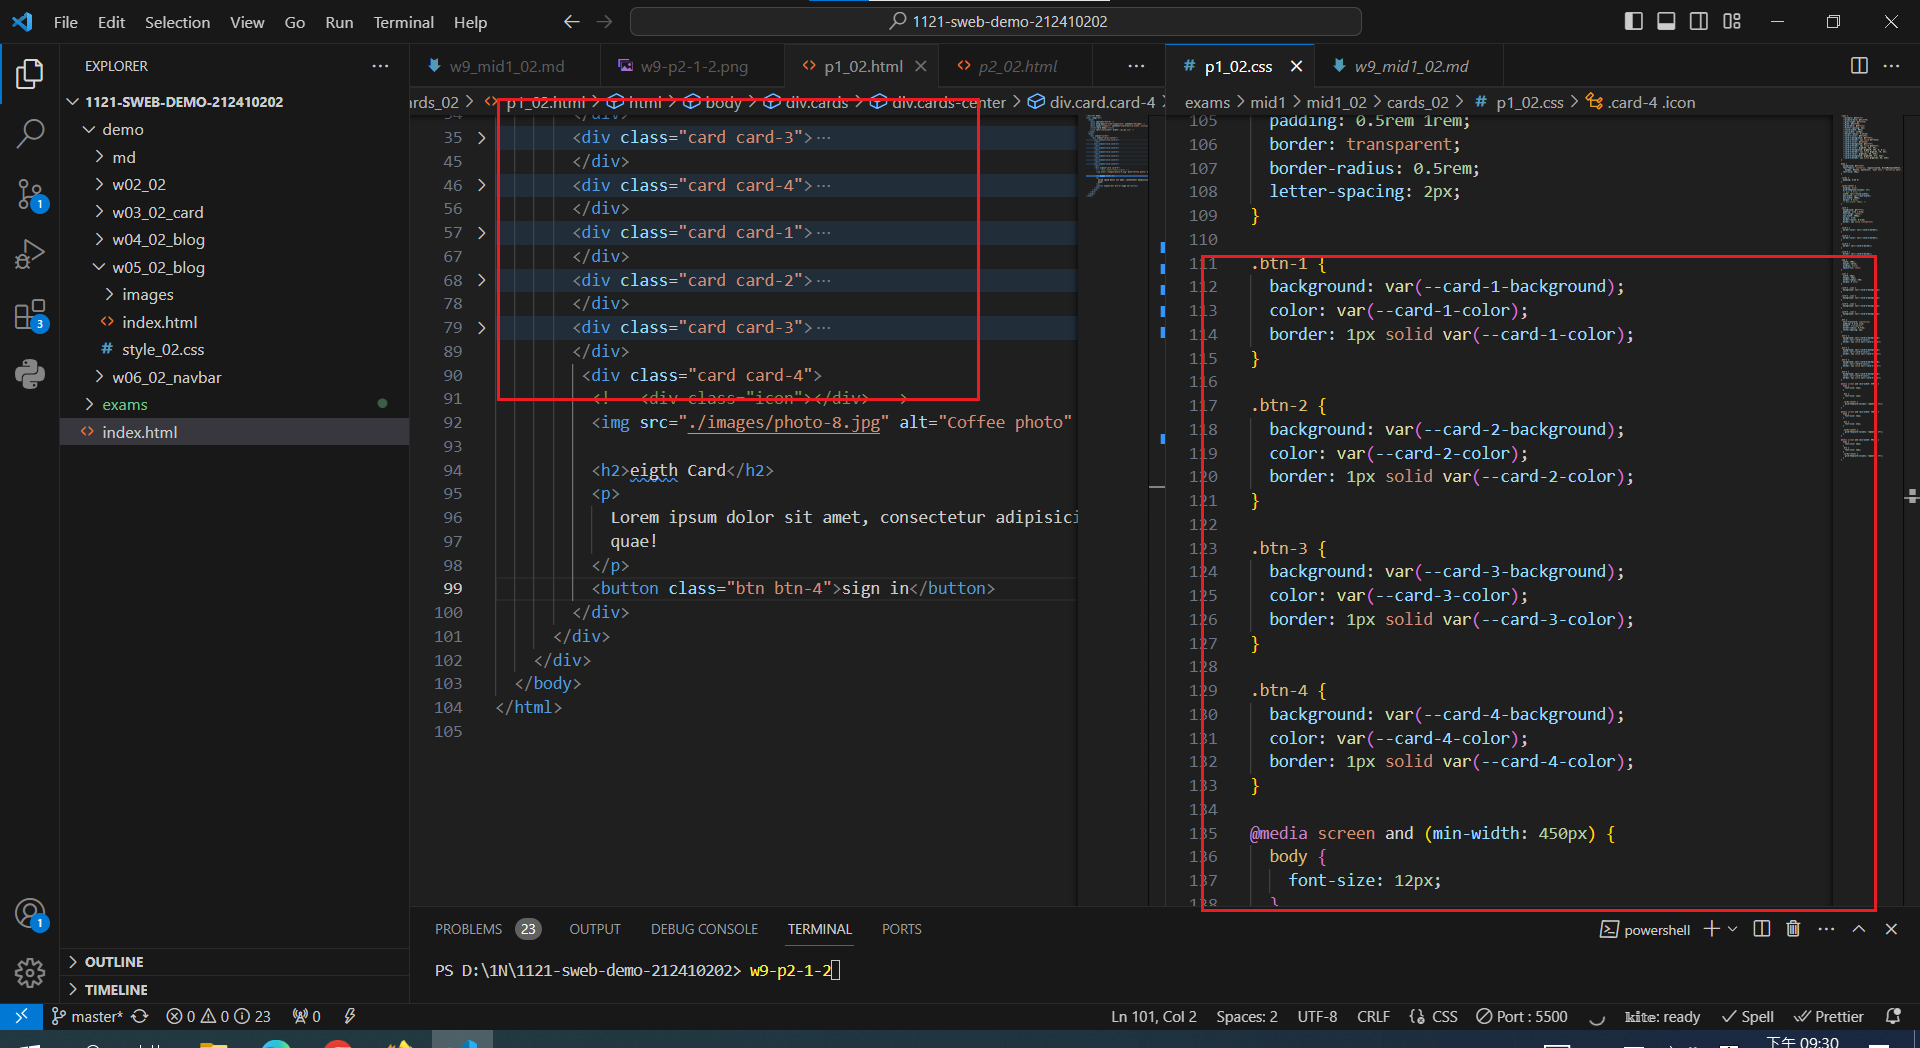 File Edit Selection View Go Run Terminal Help
1121-sweb-demo-212410202
EXPLORER
1121-SWEB-DEMO-212410202
demo
md
w02_02
w03_02_card
w04_02_blog
w05_02_blog
images
index.html
style_02.css
w06_02_navbar
exams
index.html
OUTLINE
TIMELINE
w9_mid1_02.md w9-p2-1-2.png p1_02.html p2_02.html
ards_02 > p1_02.html > html > body > div.cards > div.cards-center > div.card.card-4 >
35 <div class="card card-3">
45 </div>
46 <div class="card card-4">
56 </div>
57 <div class="card card-1">
67 </div>
68 <div class="card card-2">
78 </div>
79 <div class="card card-3">
89 </div>
90 <div class="card card-4">
91 <div class="icon"></div>
92 <img src="./images/photo-8.jpg" alt="Coffee photo"
93
94 <h2>eigth Card</h2>
95 <p>
96 Lorem ipsum dolor sit amet, consectetur adipisici
97 quae!
98 </p>
99 <button class="btn btn-4">sign in</button>
100 </div>
101 </div>
102 </div>
103 </body>
104 </html>
105
p1_02.css w9_mid1_02.md
exams > mid1 > mid1_02 > cards_02 > p1_02.css > .card-4 .icon
105 padding: 0.5rem 1rem;
106 border: transparent;
107 border-radius: 0.5rem;
108 letter-spacing: 2px;
109 }
110
111 .btn-1 {
112 background: var(--card-1-background);
113 color: var(--card-1-color);
114 border: 1px solid var(--card-1-color);
115 }
116
117 .btn-2 {
118 background: var(--card-2-background);
119 color: var(--card-2-color);
120 border: 1px solid var(--card-2-color);
121 }
122
123 .btn-3 {
124 background: var(--card-3-background);
125 color: var(--card-3-color);
126 border: 1px solid var(--card-3-color);
127 }
128
129 .btn-4 {
130 background: var(--card-4-background);
131 color: var(--card-4-color);
132 border: 1px solid var(--card-4-color);
133 }
134
135 @media screen and (min-width: 450px) {
136 body {
137 font-size: 12px;
138 }
PROBLEMS 23 OUTPUT DEBUG CONSOLE TERMINAL PORTS
powershell
PS D:\1N\1121-sweb-demo-212410202> w9-p2-1-2
master* 0 0 23 0
Ln 101, Col 2 Spaces: 2 UTF-8 CRLF CSS Port : 5500 kite: ready Spell Prettier
下午 09:30